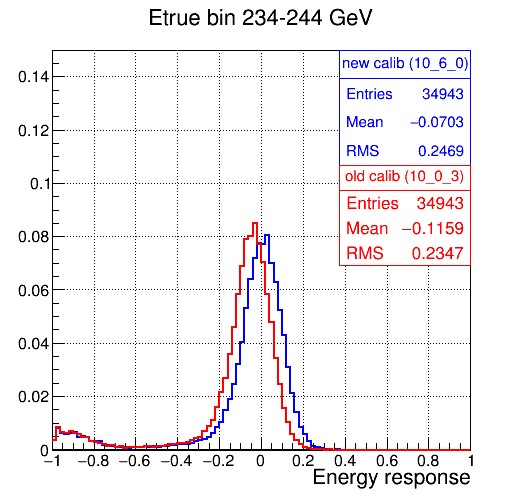 Etrue bin 234-244 GeV
new calib (10_6_0)
Entries 34943
Mean −0.0703
RMS 0.2469
old calib (10_0_3)
Entries 34943
Mean −0.1159
RMS 0.2347
0.14
0.12
0.1
0.08
0.06
0.04
0.02
0
−1 −0.8 −0.6 −0.4 −0.2 0 0.2 0.4 0.6 0.8 1
Energy response